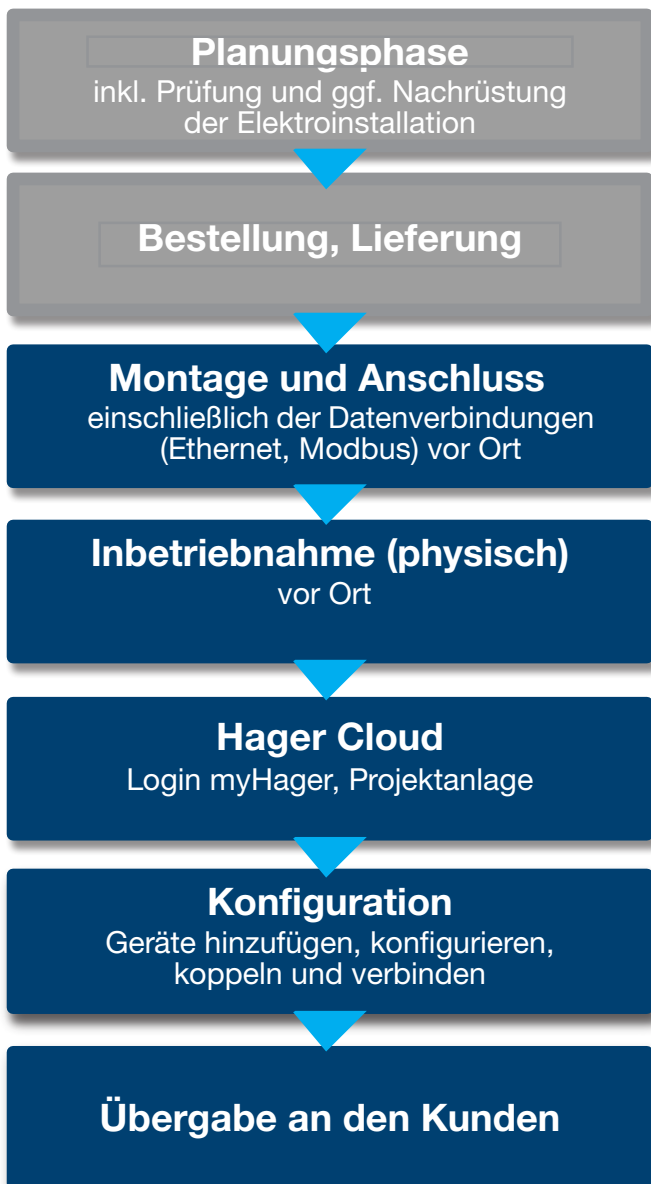 Planungsphase
inkl. Prüfung und ggf. Nachrüstung
der Elektroinstallation
Bestellung, Lieferung
Montage und Anschluss
einschließlich der Datenverbindungen
(Ethernet, Modbus) vor Ort
Inbetriebnahme (physisch)
vor Ort
Hager Cloud
Login myHager, Projektanlage
Konfiguration
Geräte hinzufügen, konfigurieren,
koppeln und verbinden
Übergabe an den Kunden